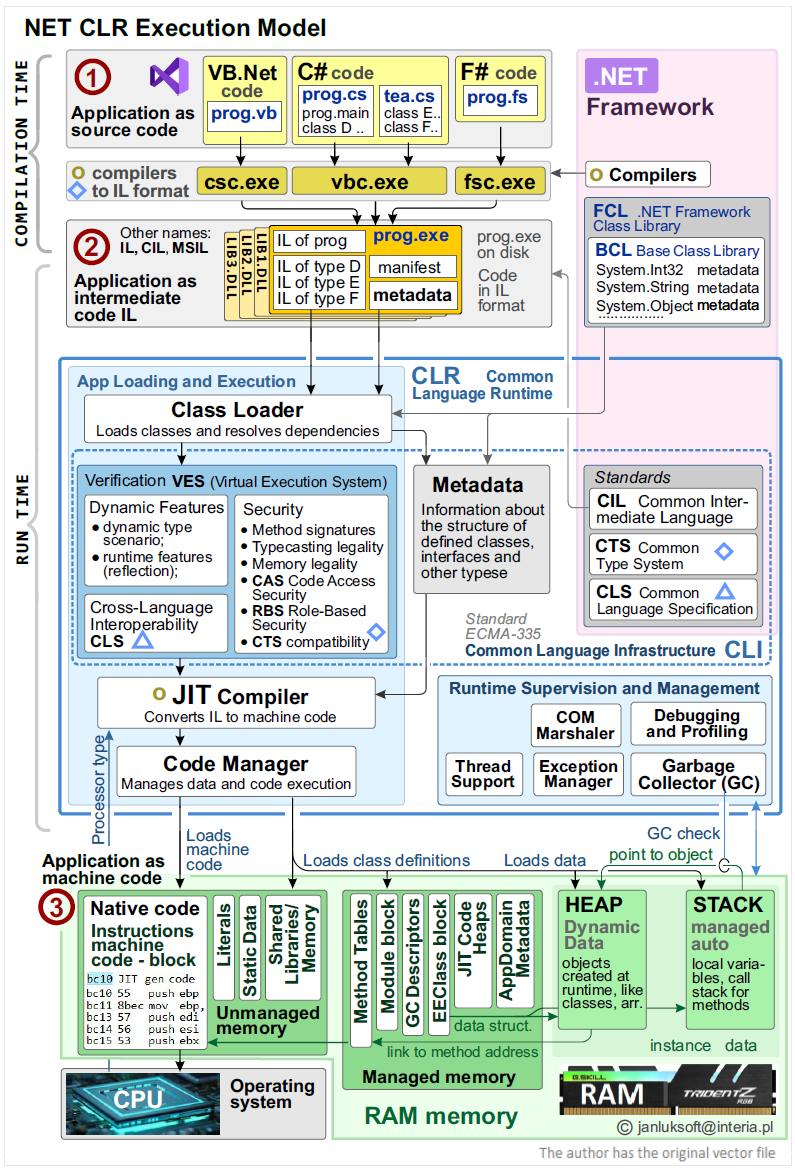 NET CLR Execution Model
COMPILATION TIME
1
Application as
source code
VB.Net
code
prog.vb
C# code
prog.cs
prog.main
class D ..
tea.cs
class E..
class F..
F# code
prog.fs
.NET
Framework
compilers
to IL format
csc.exe
vbc.exe
fsc.exe
Compilers
2
Other names:
IL, CIL, MSIL
Application as
intermediate
code IL
LIB3.DLL
LIB2.DLL
LIB1.DLL
IL of prog
IL of type D
IL of type E
IL of type F
prog.exe
manifest
metadata
prog.exe
on disk
Code
in IL
format
FCL .NET Framework
Class Library
BCL Base Class Library
System.Int32 metadata
System.String metadata
System.Object metadata
................
RUN TIME
App Loading and Execution
CLR Common
Language Runtime
Class Loader
Loads classes and resolves dependencies
Verification VES (Virtual Execution System)
Dynamic Features
• dynamic type
scenario;
• runtime features
(reflection);
Cross-Language
Interoperability
CLS
Security
• Method signatures
• Typecasting legality
• Memory legality
• CAS Code Access
Security
• RBS Role-Based
Security
• CTS compatibility
Metadata
Information about
the structure of
defined classes,
interfaces and
other typese
Standards
CIL Common Inter-
mediate Language
CTS Common
Type System
CLS Common
Language Specification
Standard
ECMA-335
Common Language Infrastructure CLI
JIT Compiler
Converts IL to machine code
Code Manager
Manages data and code execution
Runtime Supervision and Management
COM
Marshaler
Debugging
and Profiling
Thread
Support
Exception
Manager
Garbage
Collector (GC)
Processor type
Loads
machine
code
Loads class definitions
Loads data
GC check
point to object
Application as
machine code
3
Native code
Instructions
machine
code - block
bc10 JIT gen code
bc10 55 push ebp
bc11 8bec mov ebp,
bc13 57 push edi
bc14 56 push esi
bc15 53 push ebx
Literals
Static Data
Shared
Libraries/
Memory
Unmanaged
memory
Method Tables
Module block
GC Descriptors
EEClass block
JIT Code
Heaps
AppDomain
Metadata
data struct.
link to method address
Managed memory
HEAP
Dynamic
Data
objects
created at
runtime, like
classes, arr.
STACK
managed
auto
local varia-
bles, call
stack for
methods
instance data
CPU
Operating
system
RAM memory
G.SKILL
RAM
TRIDENTZ
RGB
© janluksoft@interia.pl
The author has the original vector file